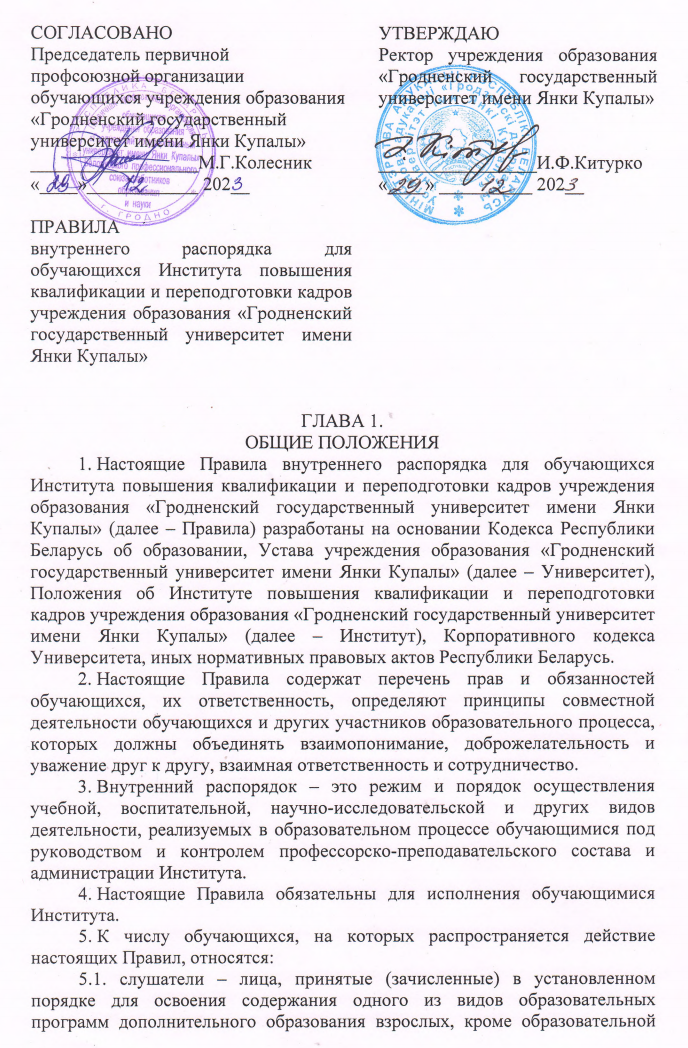 СОГЛАСОВАНО
Председатель первичной
профсоюзной организации
обучающихся учреждения образования
«Гродненский государственный
университет имени Янки Купалы»
М.Г.Колесник
«29» 12 2023
УТВЕРЖДАЮ
Ректор учреждения образования
«Гродненский государственный
университет имени Янки Купалы»
И.Ф.Китурко
«29» 12 2023
ПРАВИЛА
внутреннего распорядка для
обучающихся Института повышения
квалификации и переподготовки кадров
учреждения образования «Гродненский
государственный университет имени
Янки Купалы»
ГЛАВА 1.
ОБЩИЕ ПОЛОЖЕНИЯ
1. Настоящие Правила внутреннего распорядка для обучающихся
Института повышения квалификации и переподготовки кадров учреждения
образования «Гродненский государственный университет имени Янки
Купалы» (далее – Правила) разработаны на основании Кодекса Республики
Беларусь об образовании, Устава учреждения образования «Гродненский
государственный университет имени Янки Купалы» (далее – Университет),
Положения об Институте повышения квалификации и переподготовки
кадров учреждения образования «Гродненский государственный университет
имени Янки Купалы» (далее – Институт), Корпоративного кодекса
Университета, иных нормативных правовых актов Республики Беларусь.
2. Настоящие Правила содержат перечень прав и обязанностей
обучающихся, их ответственность, определяют принципы совместной
деятельности обучающихся и других участников образовательного процесса,
которых должны объединять взаимопонимание, доброжелательность и
уважение друг к другу, взаимная ответственность и сотрудничество.
3. Внутренний распорядок – это режим и порядок осуществления
учебной, воспитательной, научно-исследовательской и других видов
деятельности, реализуемых в образовательном процессе обучающимися под
руководством и контролем профессорско-преподавательского состава и
администрации Института.
4. Настоящие Правила обязательны для исполнения обучающимися
Института.
5. К числу обучающихся, на которых распространяется действие
настоящих Правил, относятся:
5.1. слушатели – лица, принятые (зачисленные) в установленном
порядке для освоения содержания одного из видов образовательных
программ дополнительного образования взрослых, кроме образовательной